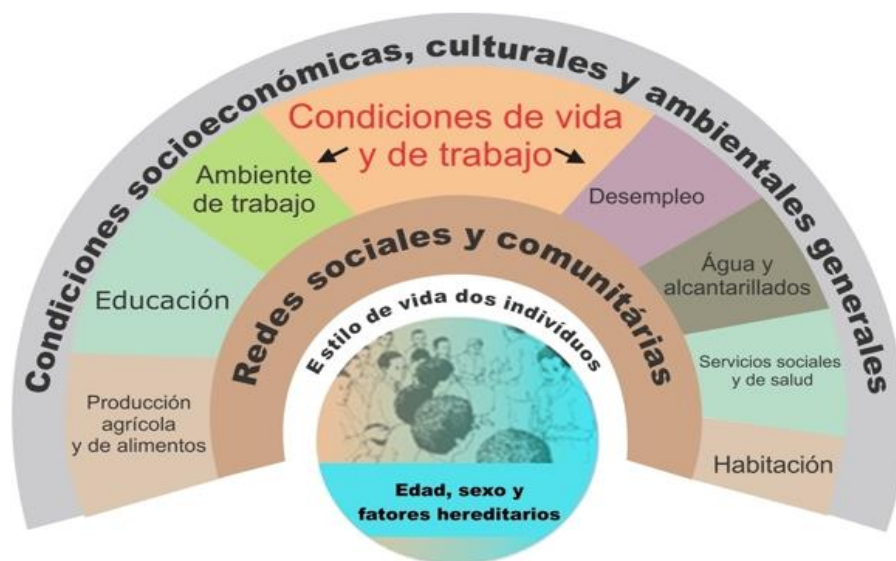 Condiciones socioeconómicas, culturales y ambientales generales
Condiciones de vida
y de trabajo
Ambiente
de trabajo
Desempleo
Educación
Água y
alcantarillados
Producción
agrícola
y de alimentos
Servicios sociales
y de salud
Habitación
Redes sociales y comunitárias
Estilo de vida dos indivíduos
Edad, sexo y
fatores hereditarios